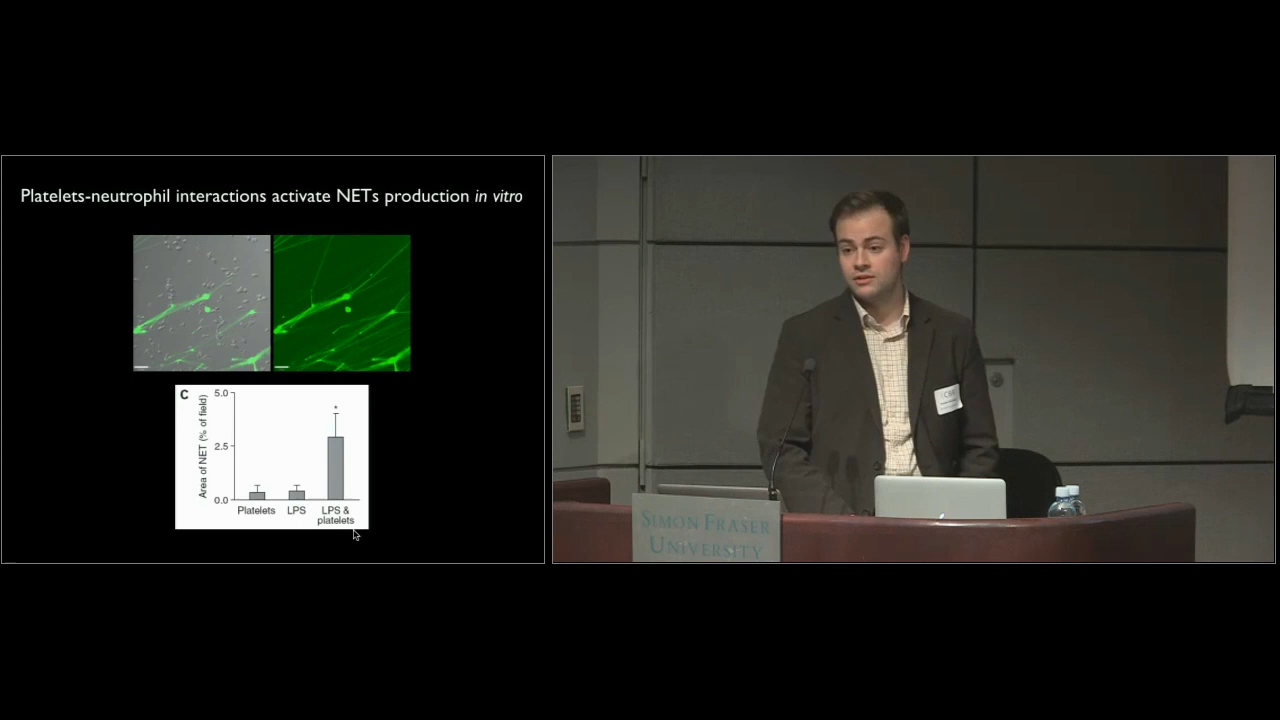 Platelets-neutrophil interactions activate NETs production in vitro
C
Area of NET (% of field)
5.0
2.5
0.0
*
Platelets
LPS
LPS &
platelets
SIMON FRASER
UNIVERSITY